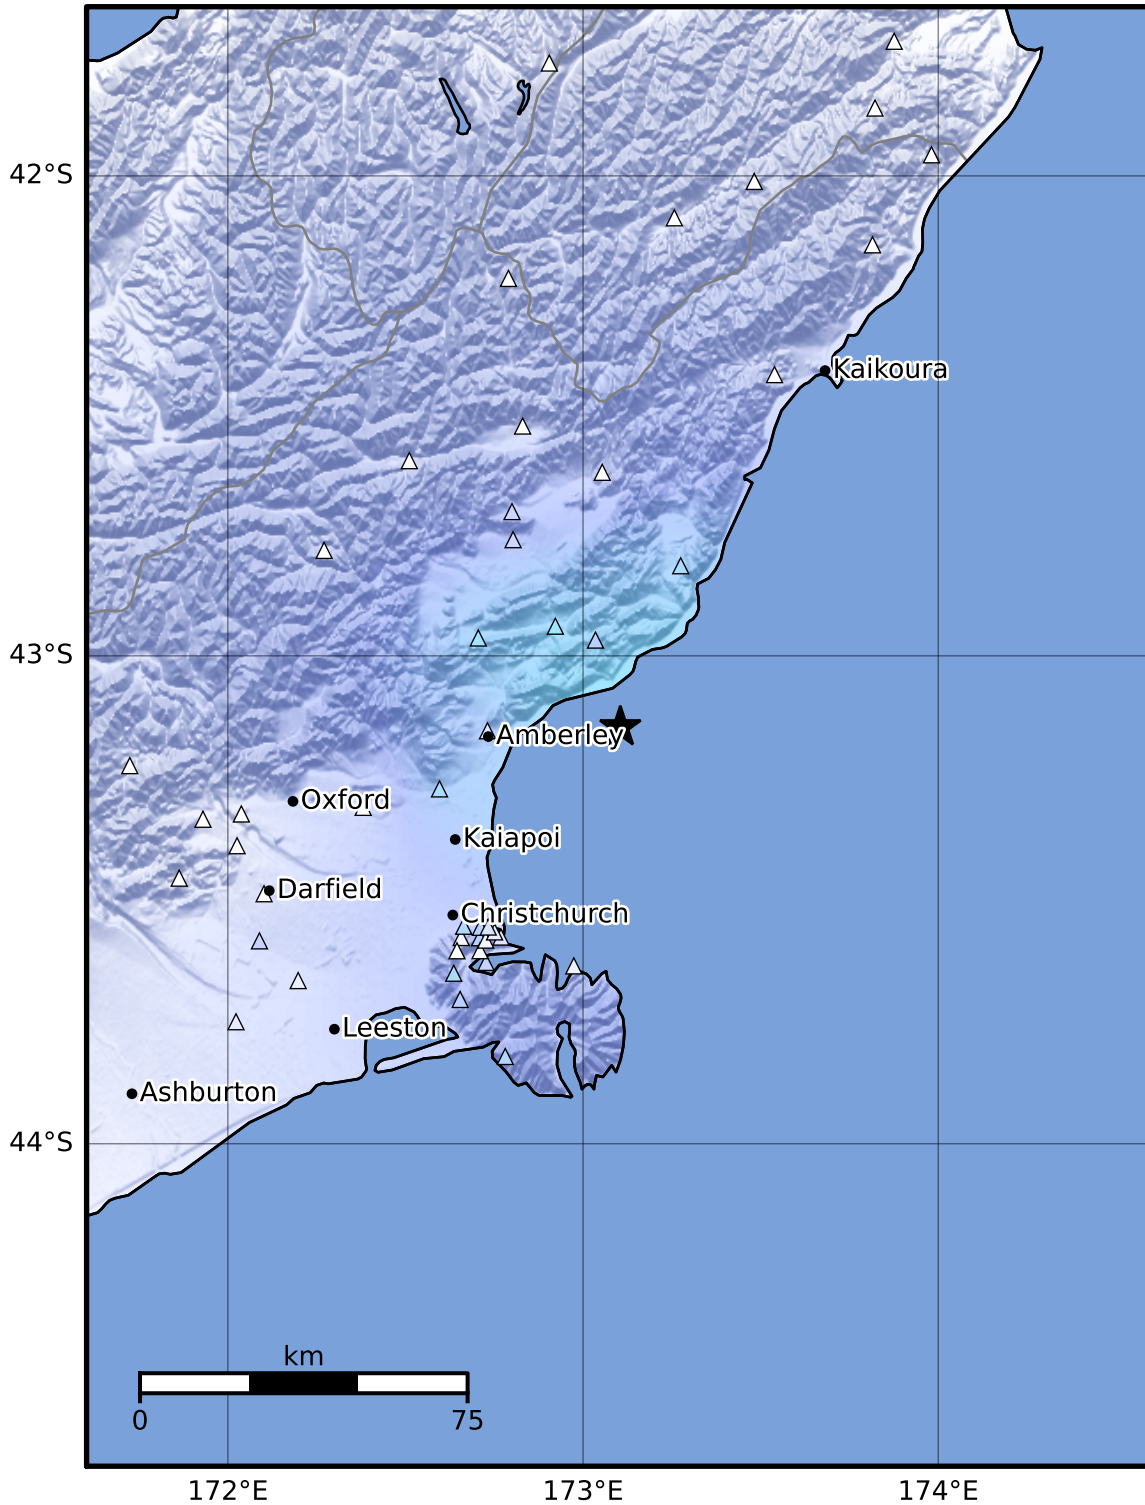 42°S
Kaikoura
43°S
Amberley
Oxford
Kaiapoi
Darfield
Christchurch
Leeston
Ashburton
44°S
km
0 75
172°E 173°E 174°E